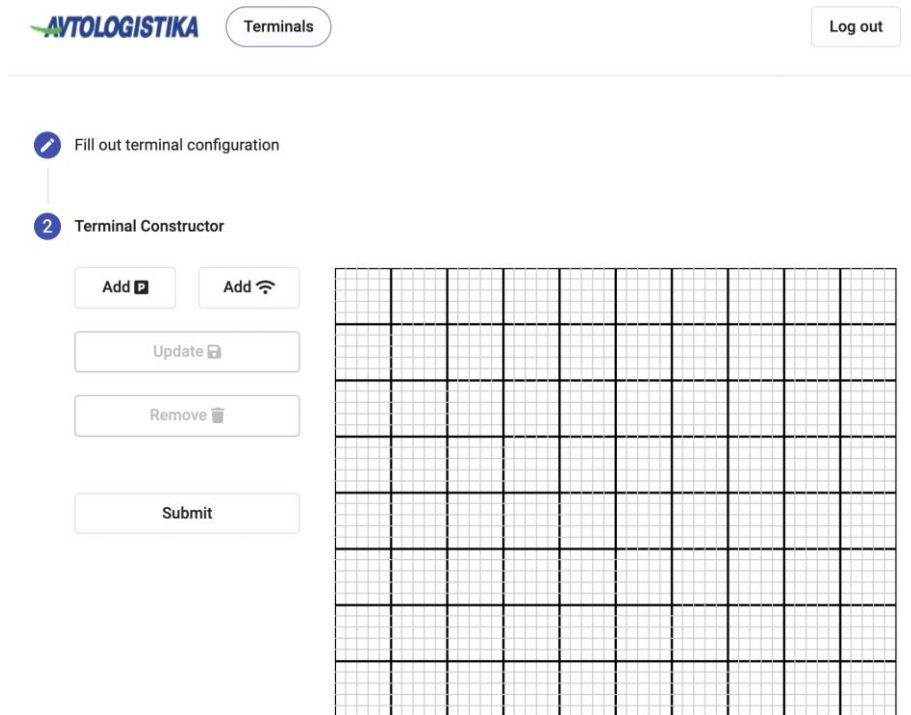 AVTOLOGISTIKA Terminals Log out
Fill out terminal configuration
2 Terminal Constructor
Add P Add
Update
Remove
Submit